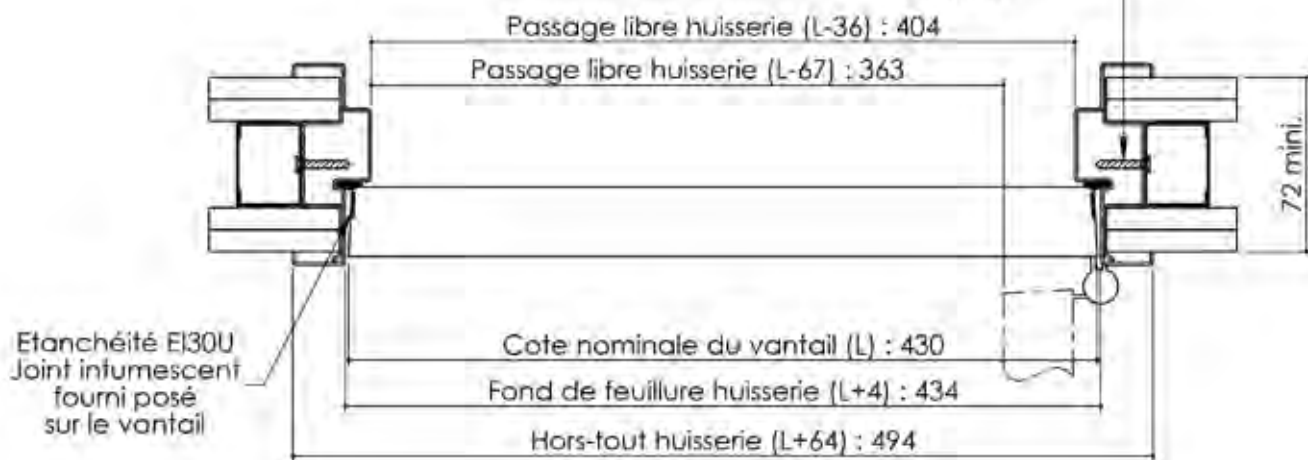 Passage libre huisserie (L-36) : 404
Passage libre huisserie (L-67) : 363
72 mini.
Etanchéité EI30U
Joint intumescent
fourni posé
sur le vantail
Cote nominale du vantail (L) : 430
Fond de feuillure huisserie (L+4) : 434
Hors-tout huisserie (L+64) : 494